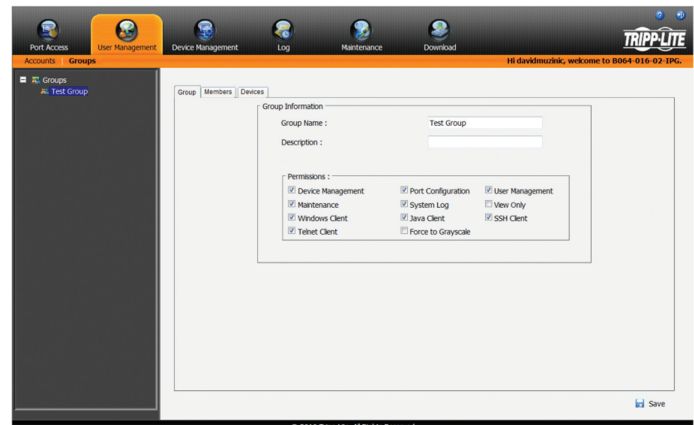 Port Access User Management Device Management Log Maintenance Download
TRIPP·LITE
Accounts Groups Hi davidmuzinic, welcome to B064-016-02-IPG.
Groups
Test Group
Group Members Devices
Group Information
Group Name : Test Group
Description :
Permissions :
Device Management Port Configuration User Management
Maintenance System Log View Only
Windows Client Java Client SSH Client
Telnet Client Force to Grayscale
Save